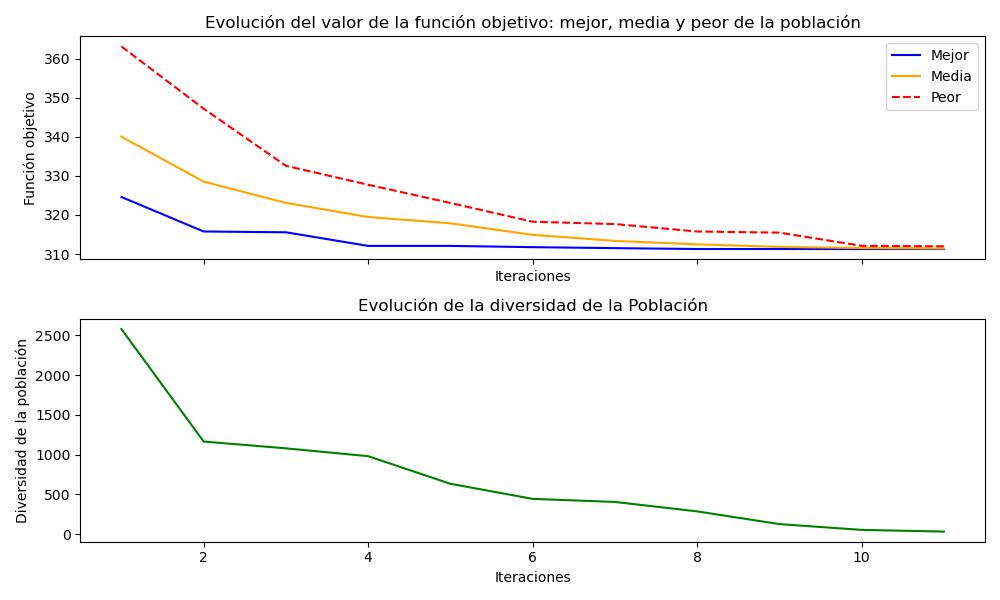 Evolución del valor de la función objetivo: mejor, media y peor de la población
Función objetivo
360
350
340
330
320
310
Mejor
Media
Peor
Iteraciones
Evolución de la diversidad de la Población
Diversidad de la población
2500
2000
1500
1000
500
0
2 4 6 8 10
Iteraciones